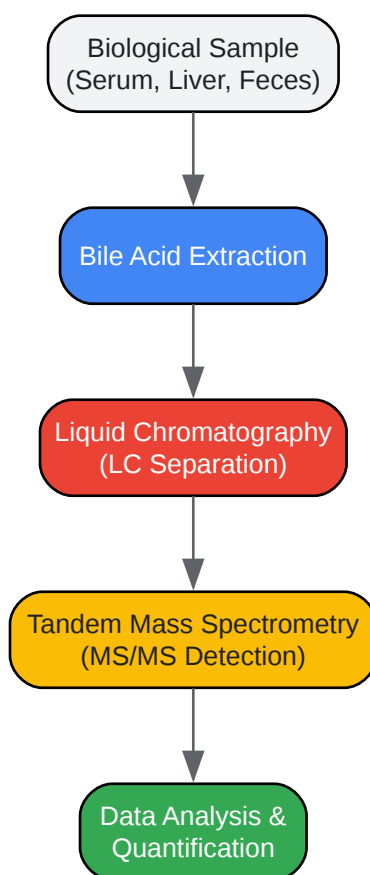 Biological Sample
(Serum, Liver, Feces)
Bile Acid Extraction
Liquid Chromatography
(LC Separation)
Tandem Mass Spectrometry
(MS/MS Detection)
Data Analysis &
Quantification